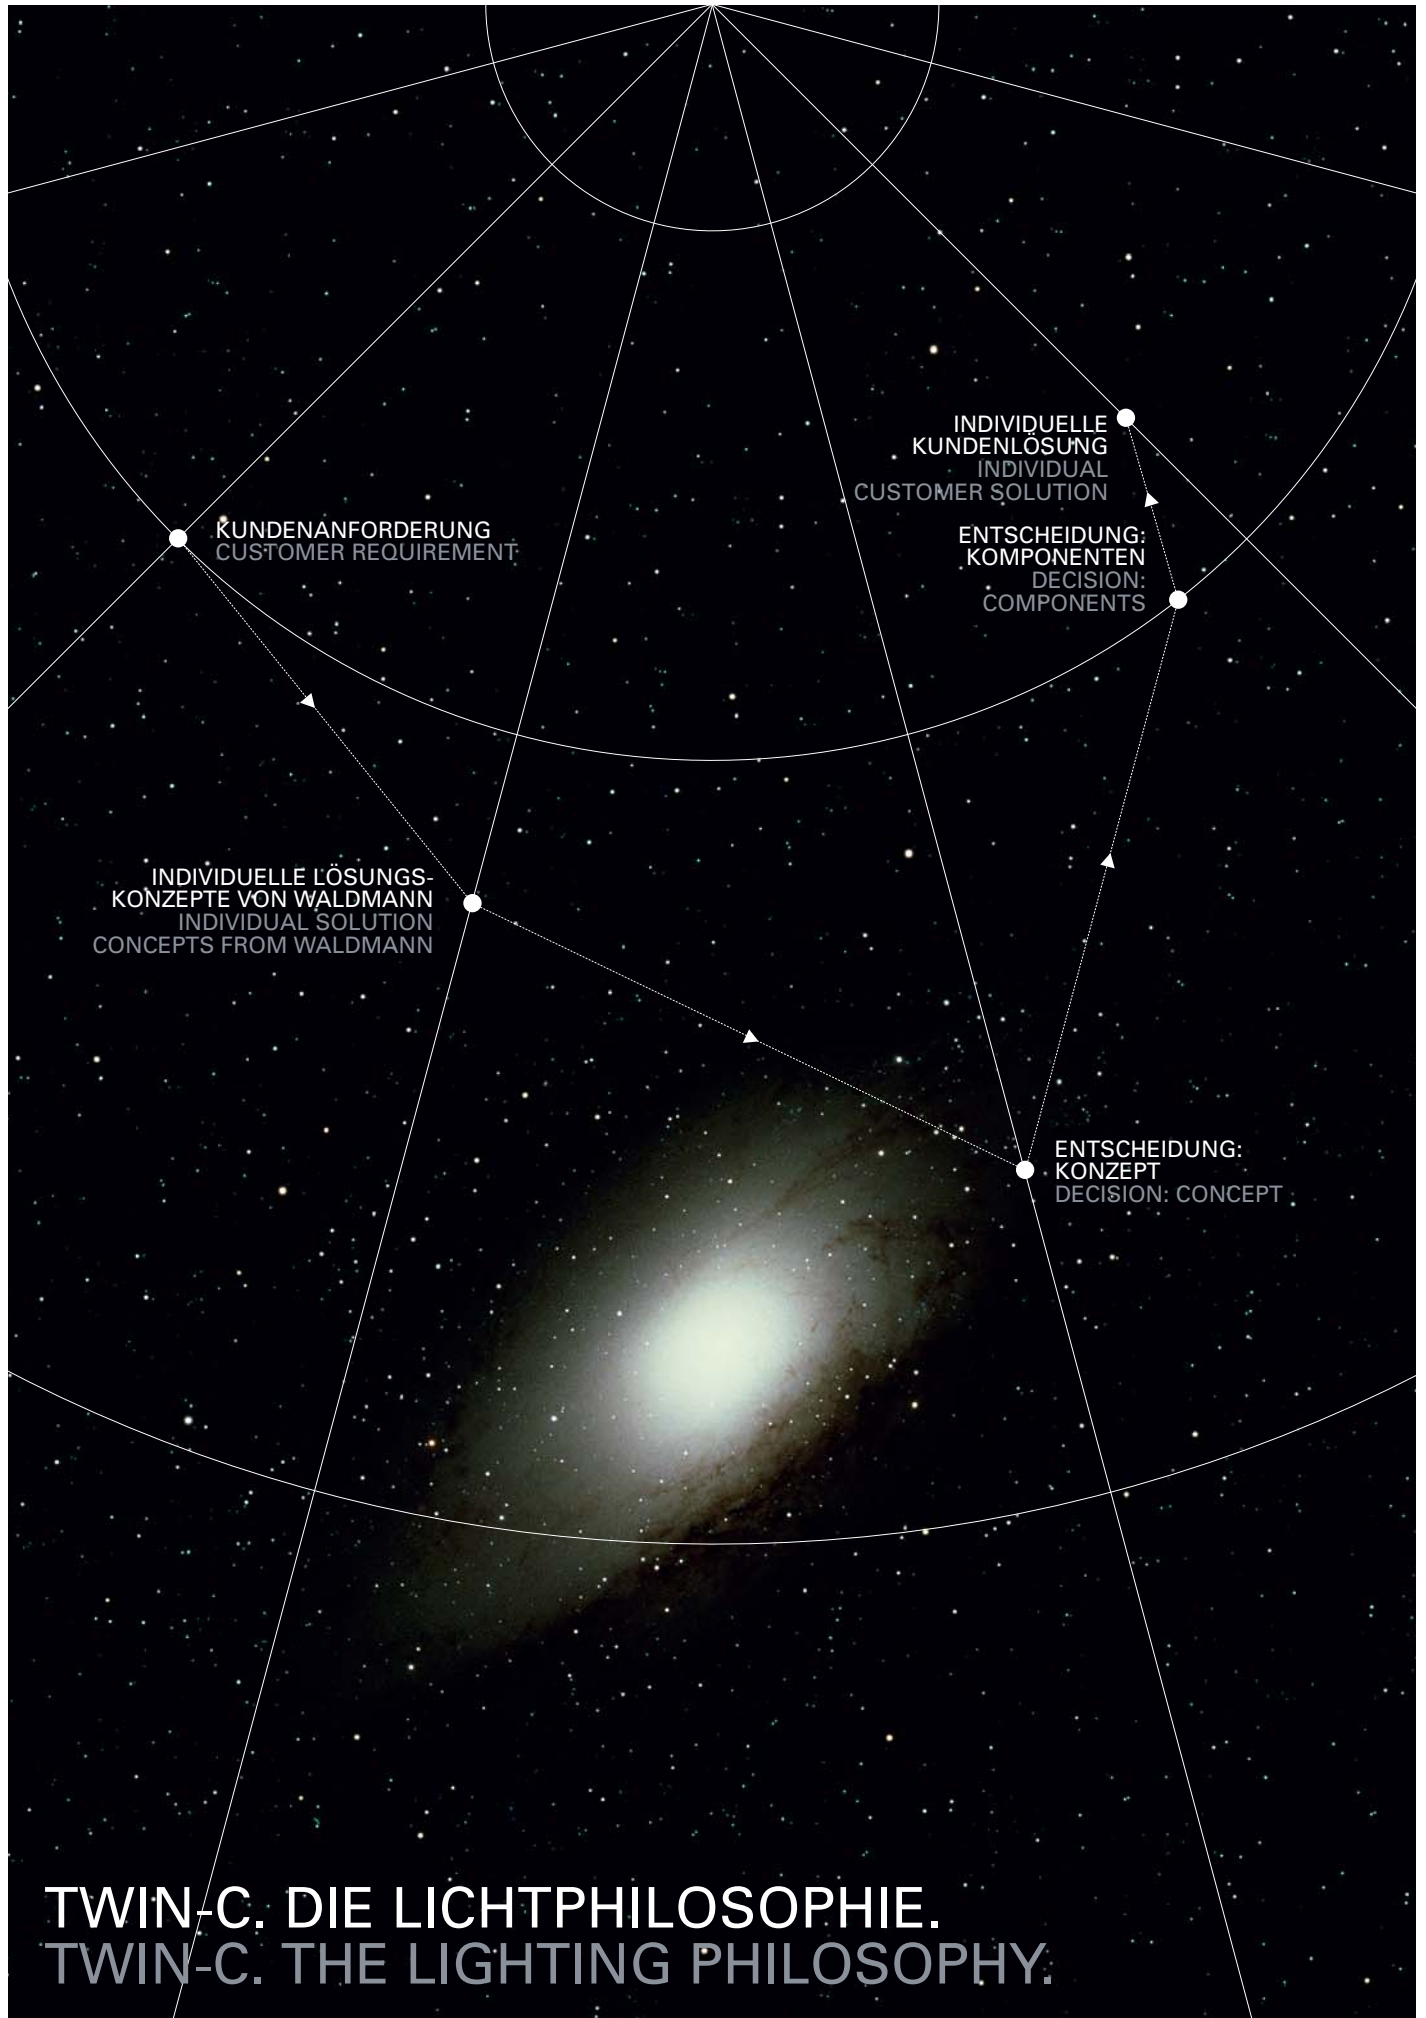 INDIVIDUELLE
KUNDENLÖSUNG
INDIVIDUAL
CUSTOMER SOLUTION
KUNDENANFORDERUNG
CUSTOMER REQUIREMENT
ENTSCHEIDUNG:
KOMPONENTEN
DECISION:
COMPONENTS
INDIVIDUELLE LÖSUNGS-
KONZEPTE VON WALDMANN
INDIVIDUAL SOLUTION
CONCEPTS FROM WALDMANN
ENTSCHEIDUNG:
KONZEPT
DECISION: CONCEPT
TWIN-C. DIE LICHTPHILOSOPHIE.
TWIN-C. THE LIGHTING PHILOSOPHY.